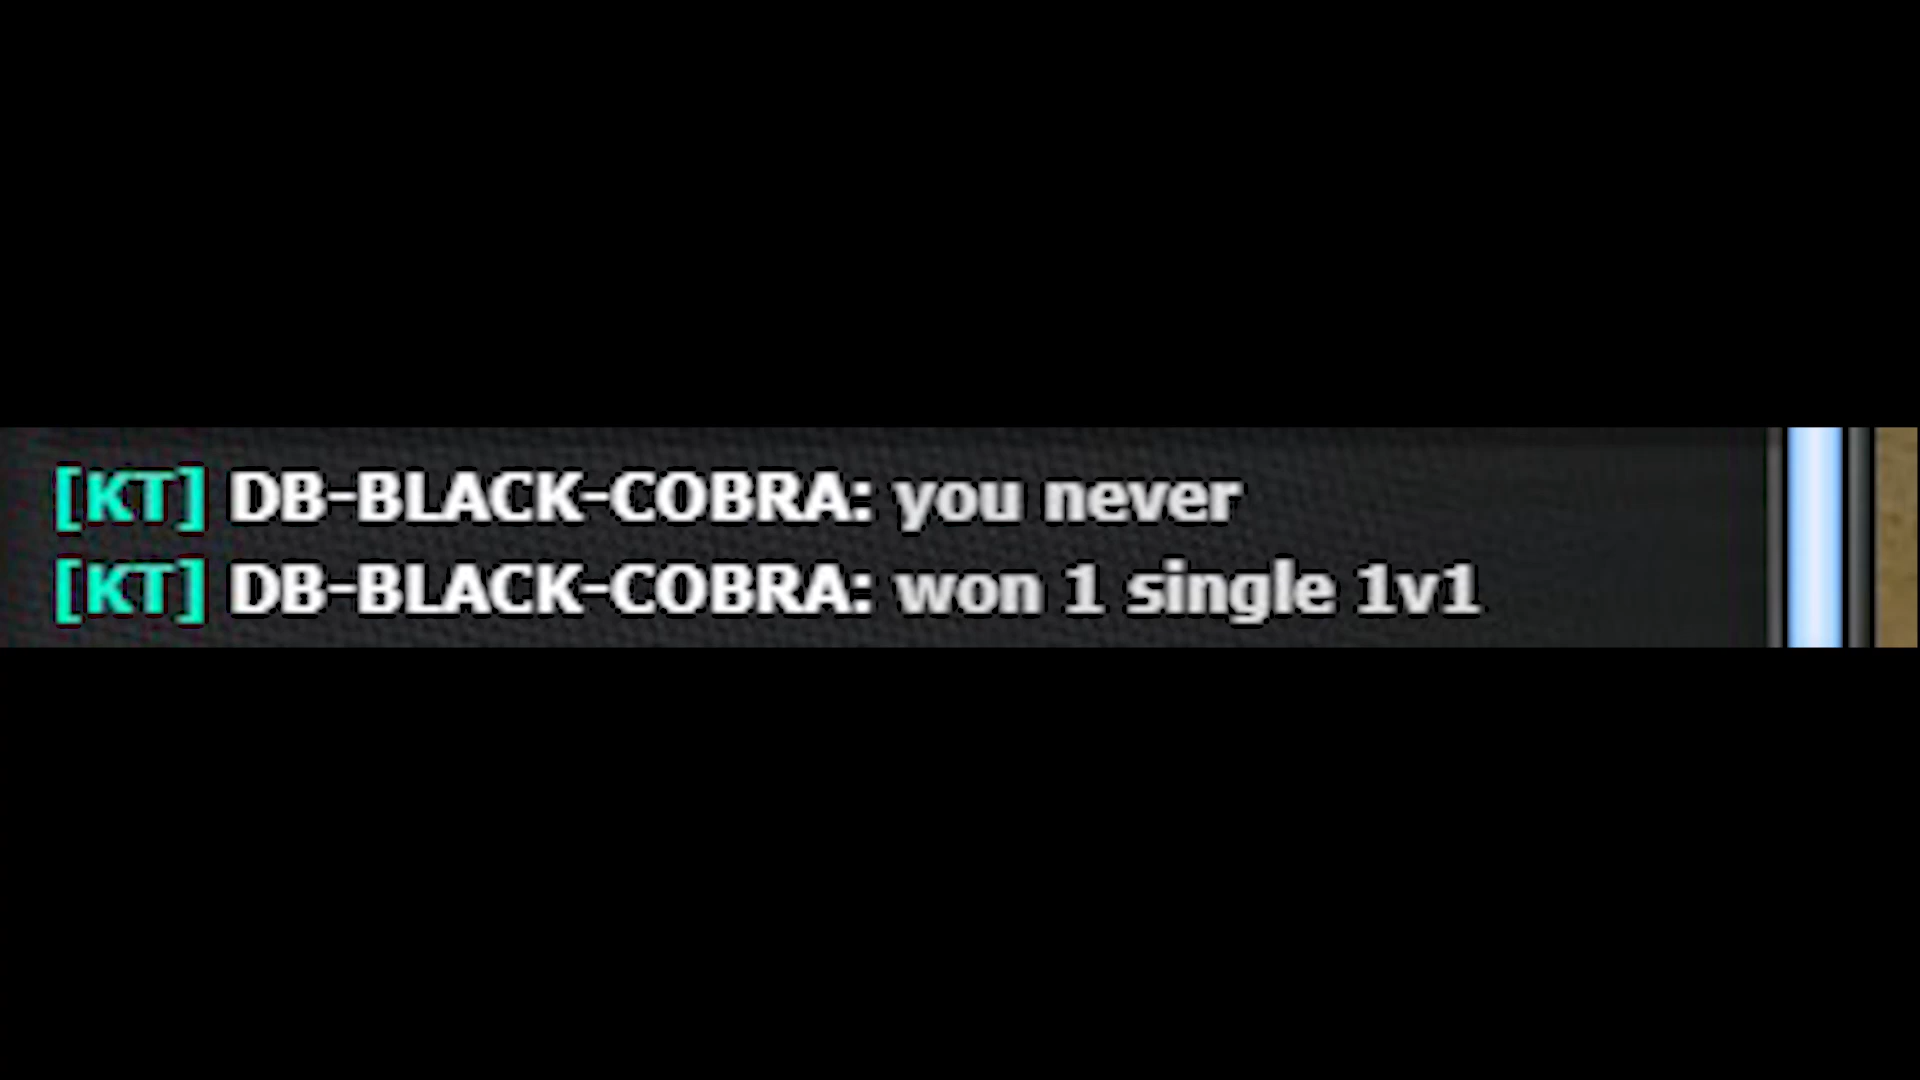 [KT] DB-BLACK-COBRA: you never
[KT] DB-BLACK-COBRA: won 1 single 1v1